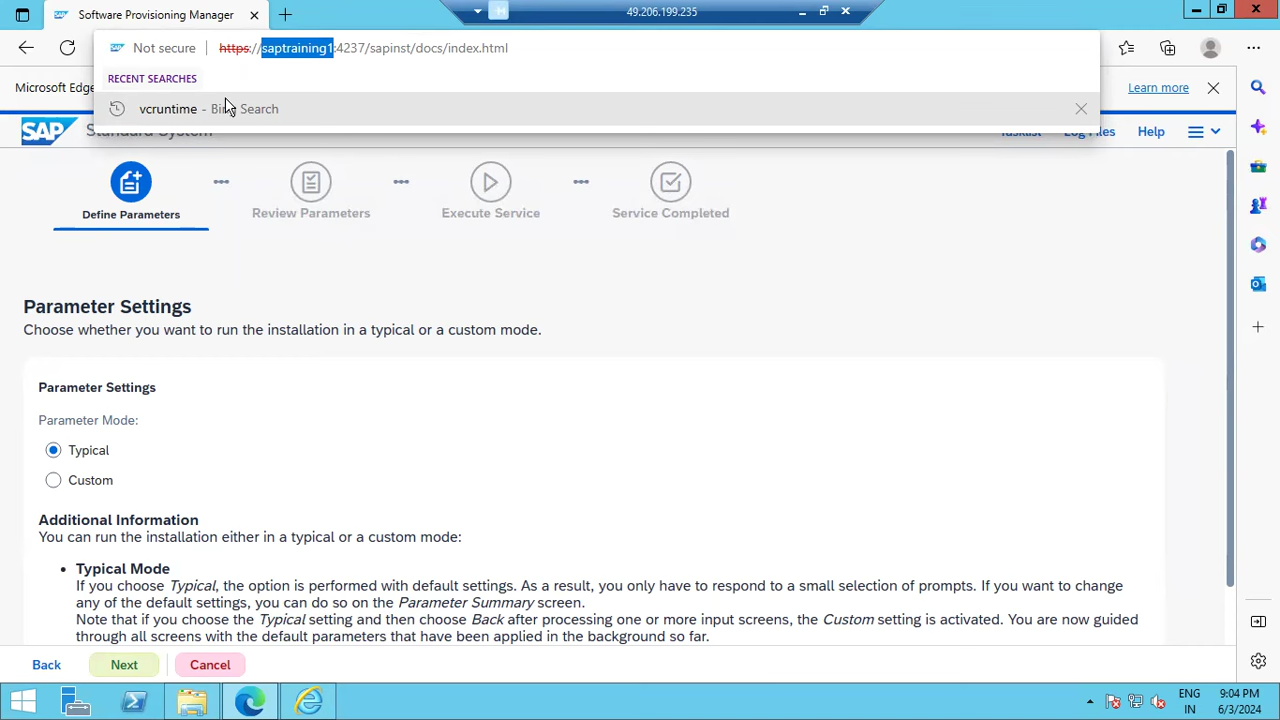 Software Provisioning Manager
49.206.199.235
Not secure
https://saptraining1:4237/sapinst/docs/index.html
RECENT SEARCHES
vcruntime - Bing Search
Microsoft Edge
Learn more
SAP
Standard System
Tasklist
Log Files
Help
Define Parameters
Review Parameters
Execute Service
Service Completed
Parameter Settings
Choose whether you want to run the installation in a typical or a custom mode.
Parameter Settings
Parameter Mode:
Typical
Custom
Additional Information
You can run the installation either in a typical or a custom mode:
• Typical Mode
If you choose Typical, the option is performed with default settings. As a result, you only have to respond to a small selection of prompts. If you want to change
any of the default settings, you can do so on the Parameter Summary screen.
Note that if you choose the Typical setting and then choose Back after processing one or more input screens, the Custom setting is activated. You are now guided
through all screens with the default parameters that have been applied in the background so far.
Back
Next
Cancel
ENG
IN
9:04 PM
6/3/2024